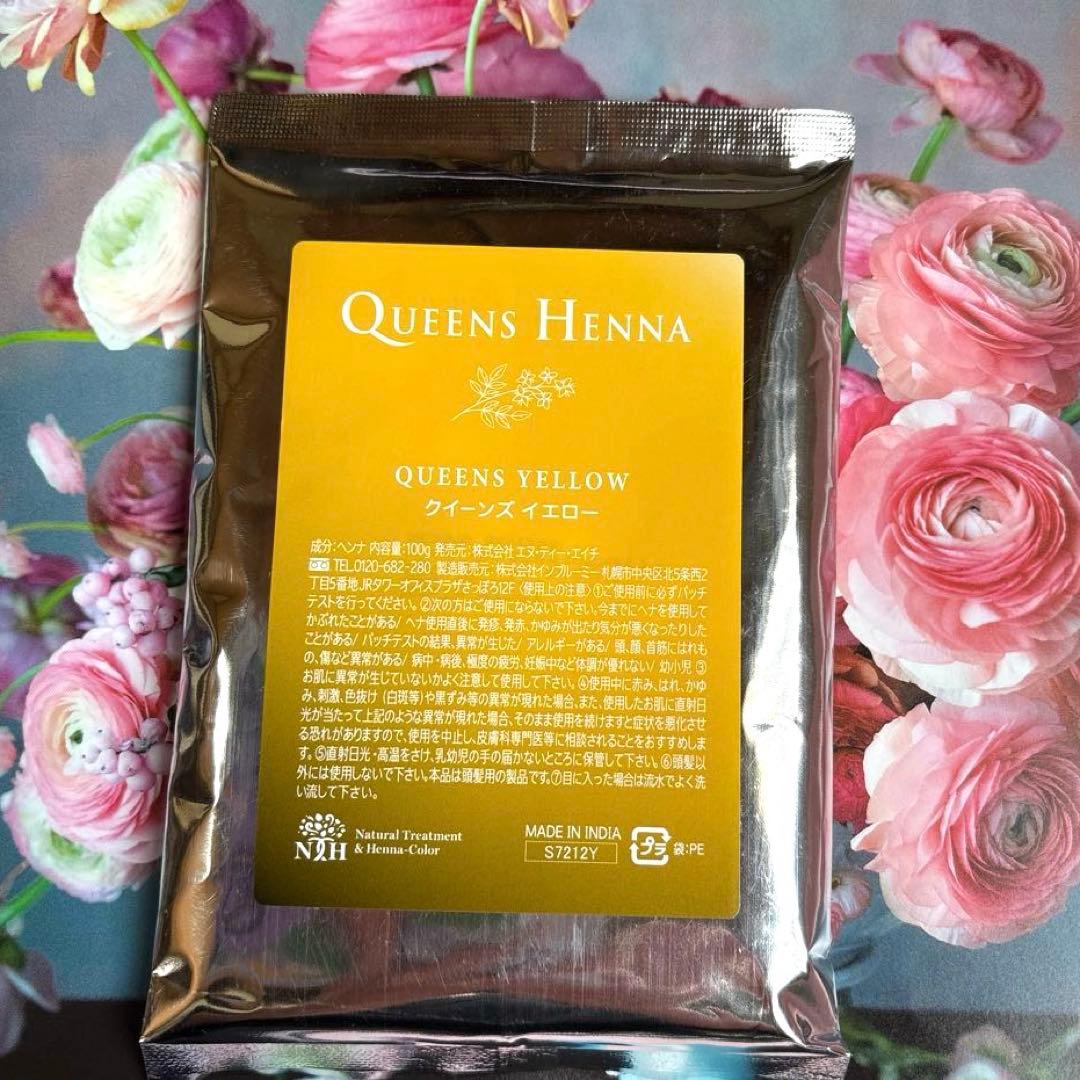 QUEENS HENNA
QUEENS YELLOW
クイーンズ イエロー
成分:ヘンナ 内容量:100g 発売元:株式会社 エヌ・ティー・エイチ
TEL.0120-682-280 製造販売元:株式会社インプルーミー 札幌市中央区北5条西2
丁目5番地JRタワーオフィスプラザさっぽろ12F 〈使用上の注意〉①ご使用前に必ずパッチ
テストを行ってください。②次の方はご使用にならないで下さい。今までにヘナを使用して
かぶれたことがある/ ヘナ使用直後に発疹、発赤、かゆみが出たり気分が悪くなったりした
ことがある/ パッチテストの結果、異常が生じた/ アレルギーがある/ 頭、顔、首筋にはれも
の、傷など異常がある/ 病中・病後、極度の疲労、妊娠中など体調が優れない/ 幼小児 ③
お肌に異常が生じていないかよく注意して使用して下さい。④使用中に赤み、はれ、かゆ
み、刺激、色抜け (白斑等)や黒ずみ等の異常が現れた場合、また、使用したお肌に直射日
光が当たって上記のような異常が現れた場合、そのまま使用を続けますと症状を悪化させ
る恐れがありますので、使用を中止し、皮膚科専門医等に相談されることをおすすめしま
す。⑤直射日光・高温をさけ、乳幼児の手の届かないところに保管して下さい。⑥頭髪以
外には使用しないで下さい。本品は頭髪用の製品です。⑦目に入った場合は流水でよく洗
い流して下さい。
NTH
Natural Treatment
& Henna-Color
MADE IN INDIA
S7212Y
プラ 袋:PE